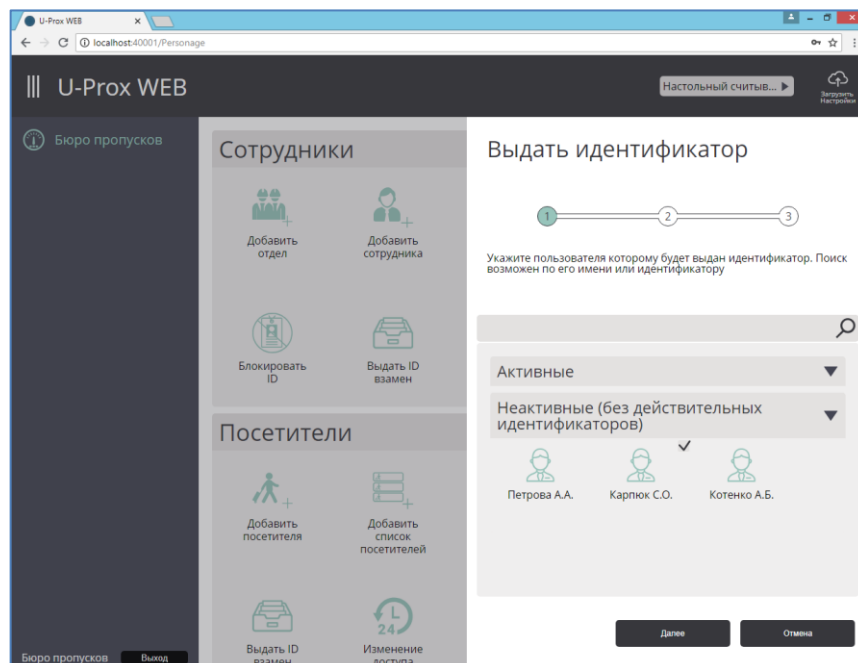 U-Prox WEB
localhost:40001/Personage
U-Prox WEB
Настольный считыв...
Загрузить
Настройки
Бюро пропусков
Сотрудники
Добавить
отдел
Добавить
сотрудника
Блокировать
ID
Выдать ID
взамен
Посетители
Добавить
посетителя
Добавить
список
посетителей
Выдать ID
взамен
Изменение
доступа
24
Бюро пропусков
Выход
Выдать идентификатор
1
2
3
Укажите пользователя которому будет выдан идентификатор. Поиск
возможен по его имени или идентификатору
Активные
Неактивные (без действительных
идентификаторов)
Петрова А.А.
Карпюк С.О.
Котенко А.Б.
Далее
Отмена